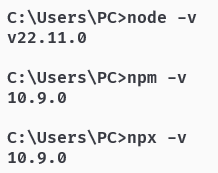 C:\Users\PC>node -v
v22.11.0
C:\Users\PC>npm -v
10.9.0
C:\Users\PC>npx -v
10.9.0